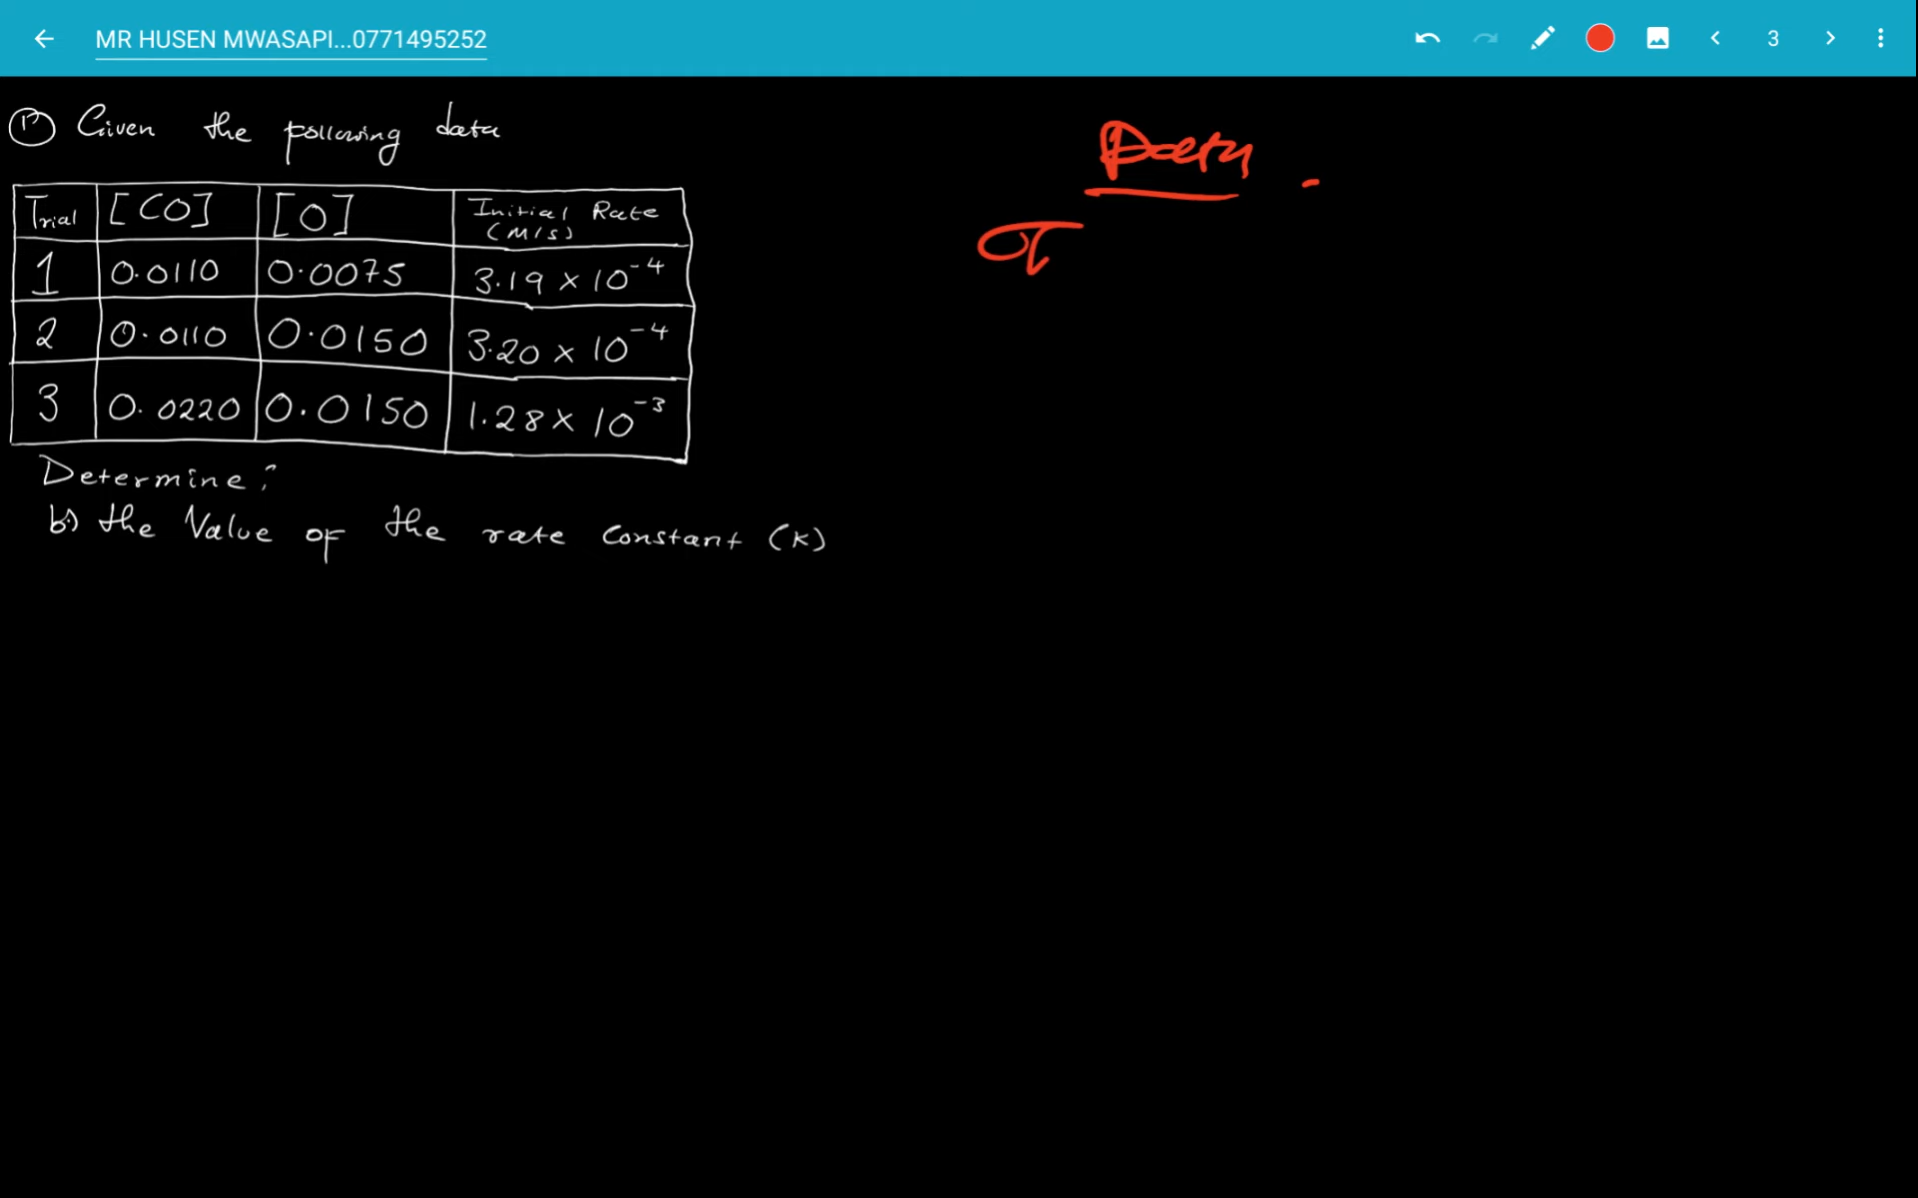 MR HUSEN MWASAPI...0771495252
3
① Given the following data
Trial [CO] [O] Initial Rate (M/s)
1 0.0110 0.0075 3.19 × 10⁻⁴
2 0.0110 0.0150 3.20 × 10⁻⁴
3 0.0220 0.0150 1.28 × 10⁻³
Determine;
b) the Value of the rate Constant (K)